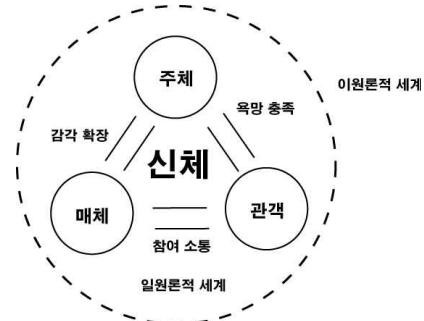 주체
이원론적 세계
욕망 충족
감각 확장
신체
매체
관객
참여 소통
일원론적 세계